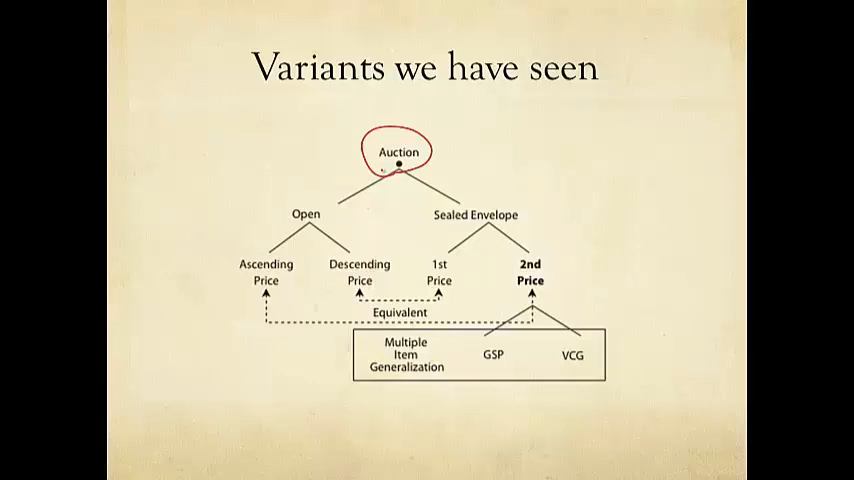 Variants we have seen
Auction
Open
Sealed Envelope
Ascending
Price
Descending
Price
1st
Price
2nd
Price
Equivalent
Multiple
Item
Generalization
GSP
VCG